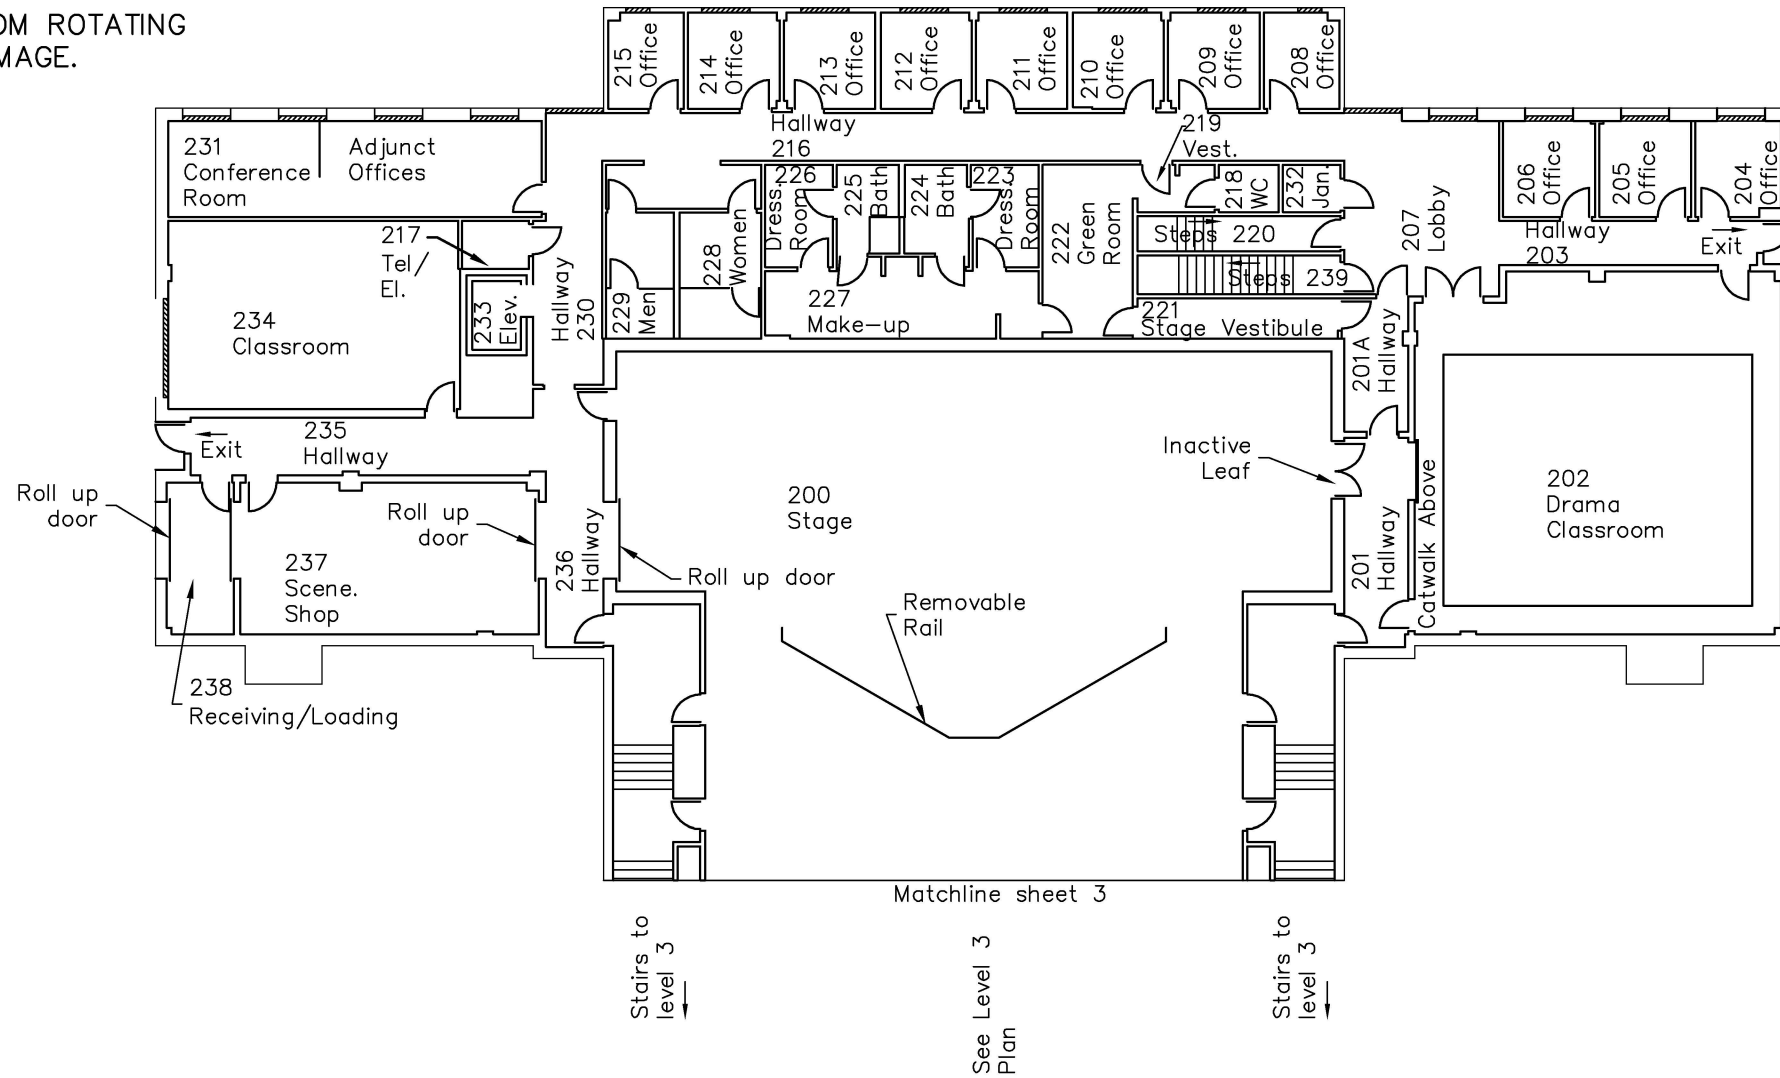 OM ROTATING
MAGE.
215
Office
214
Office
213
Office
212
Office
211
Office
210
Office
209
Office
208
Office
Hallway
216
219
Vest.
231
Conference
Room
Adjunct
Offices
217
Tel/
El.
226
Dress.
Room
225
Bath
224
Bath
223
Dress.
Room
222
Green
Room
218
WC
232
Jan.
Steps 220
Steps 239
221
Stage Vestibule
207
Lobby
206
Office
205
Office
204
Office
Hallway
203
Exit
234
Classroom
233
Elev.
Hallway
230
229
Men
228
Women
227
Make-up
201A
Hallway
Exit
235
Hallway
Roll up
door
Roll up
door
237
Scene.
Shop
236
Hallway
Roll up door
200
Stage
Removable
Rail
Inactive
Leaf
201
Hallway
Catwalk Above
202
Drama
Classroom
238
Receiving/Loading
Matchline sheet 3
Stairs to
level 3
See Level 3
Plan
Stairs to
level 3